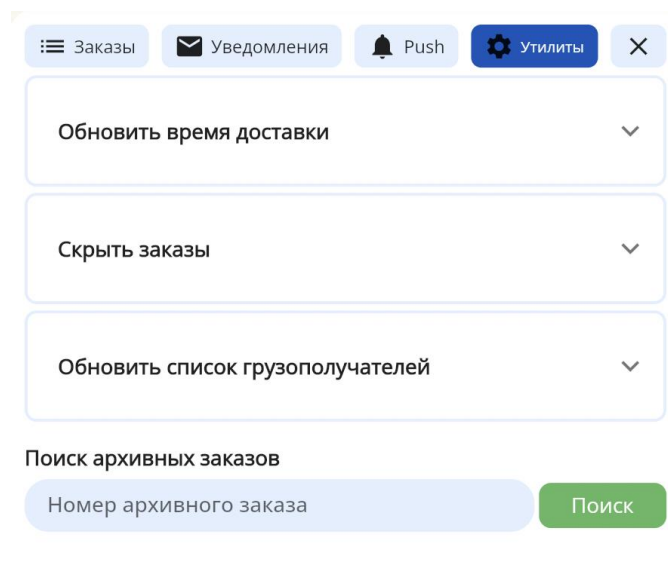 Заказы Уведомления Push Утилиты
Обновить время доставки
Скрыть заказы
Обновить список грузополучателей
Поиск архивных заказов
Номер архивного заказа Поиск